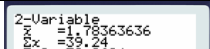 2-Variable
x̄ =1.78363636
Σx =39.24